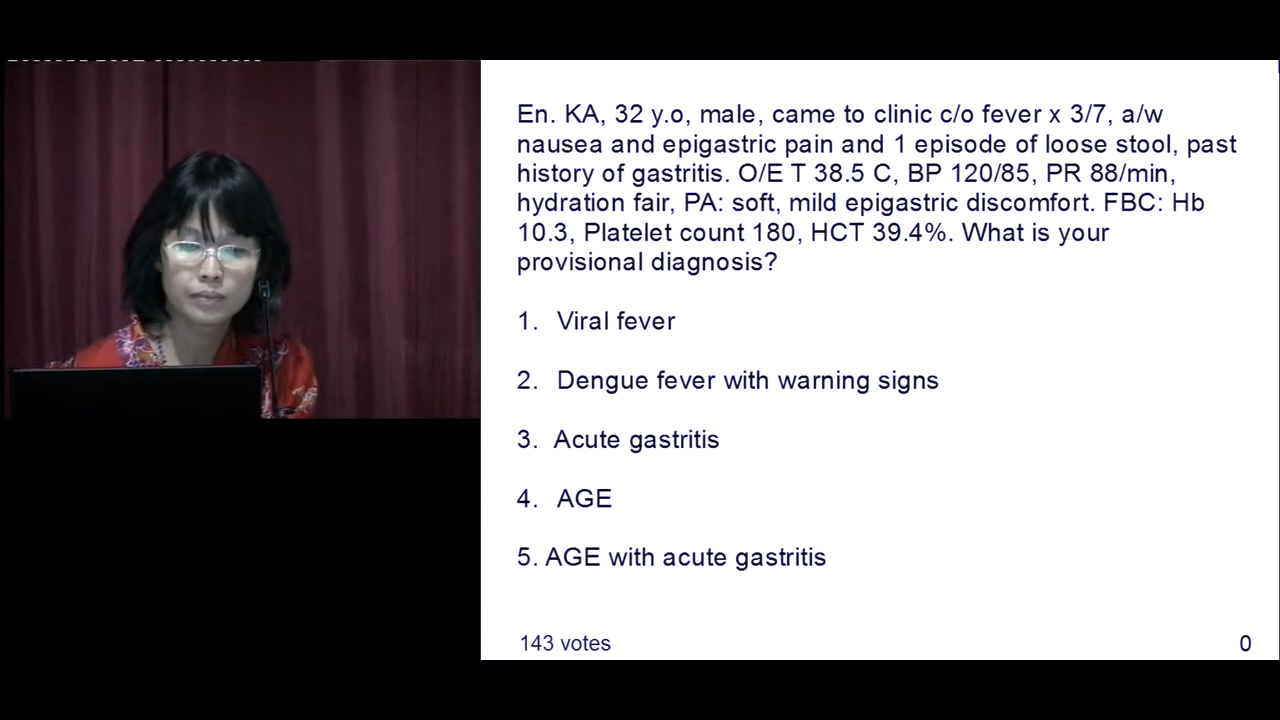 En. KA, 32 y.o, male, came to clinic c/o fever x 3/7, a/w
nausea and epigastric pain and 1 episode of loose stool, past
history of gastritis. O/E T 38.5 C, BP 120/85, PR 88/min,
hydration fair, PA: soft, mild epigastric discomfort. FBC: Hb
10.3, Platelet count 180, HCT 39.4%. What is your
provisional diagnosis?
1. Viral fever
2. Dengue fever with warning signs
3. Acute gastritis
4. AGE
5. AGE with acute gastritis
143 votes
0